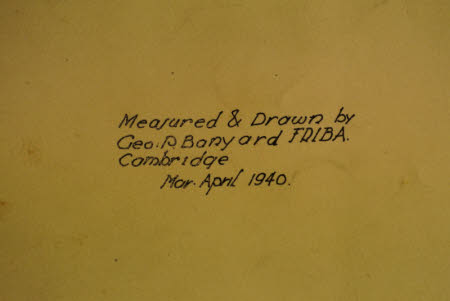 Measured & Drawn by
Geo. P. Banyard FRIBA.
Cambridge
Mar. April 1940.